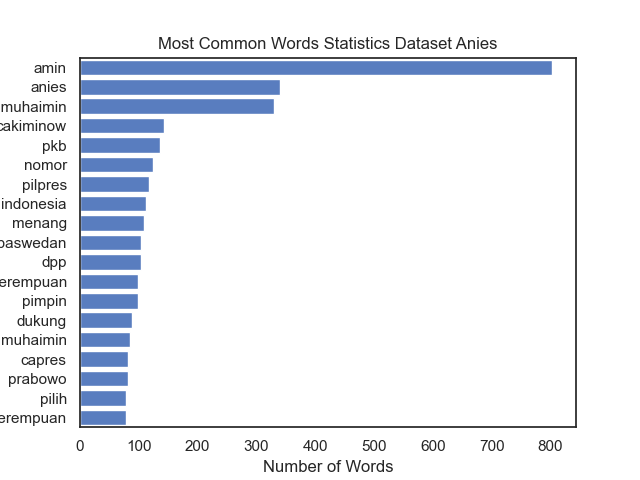 Most Common Words Statistics Dataset Anies
amin
anies
muhaimin
cakiminow
pkb
nomor
pilpres
indonesia
menang
baswedan
dpp
erempuan
pimpin
dukung
muhaimin
capres
prabowo
pilih
erempuan
0 100 200 300 400 500 600 700 800
Number of Words